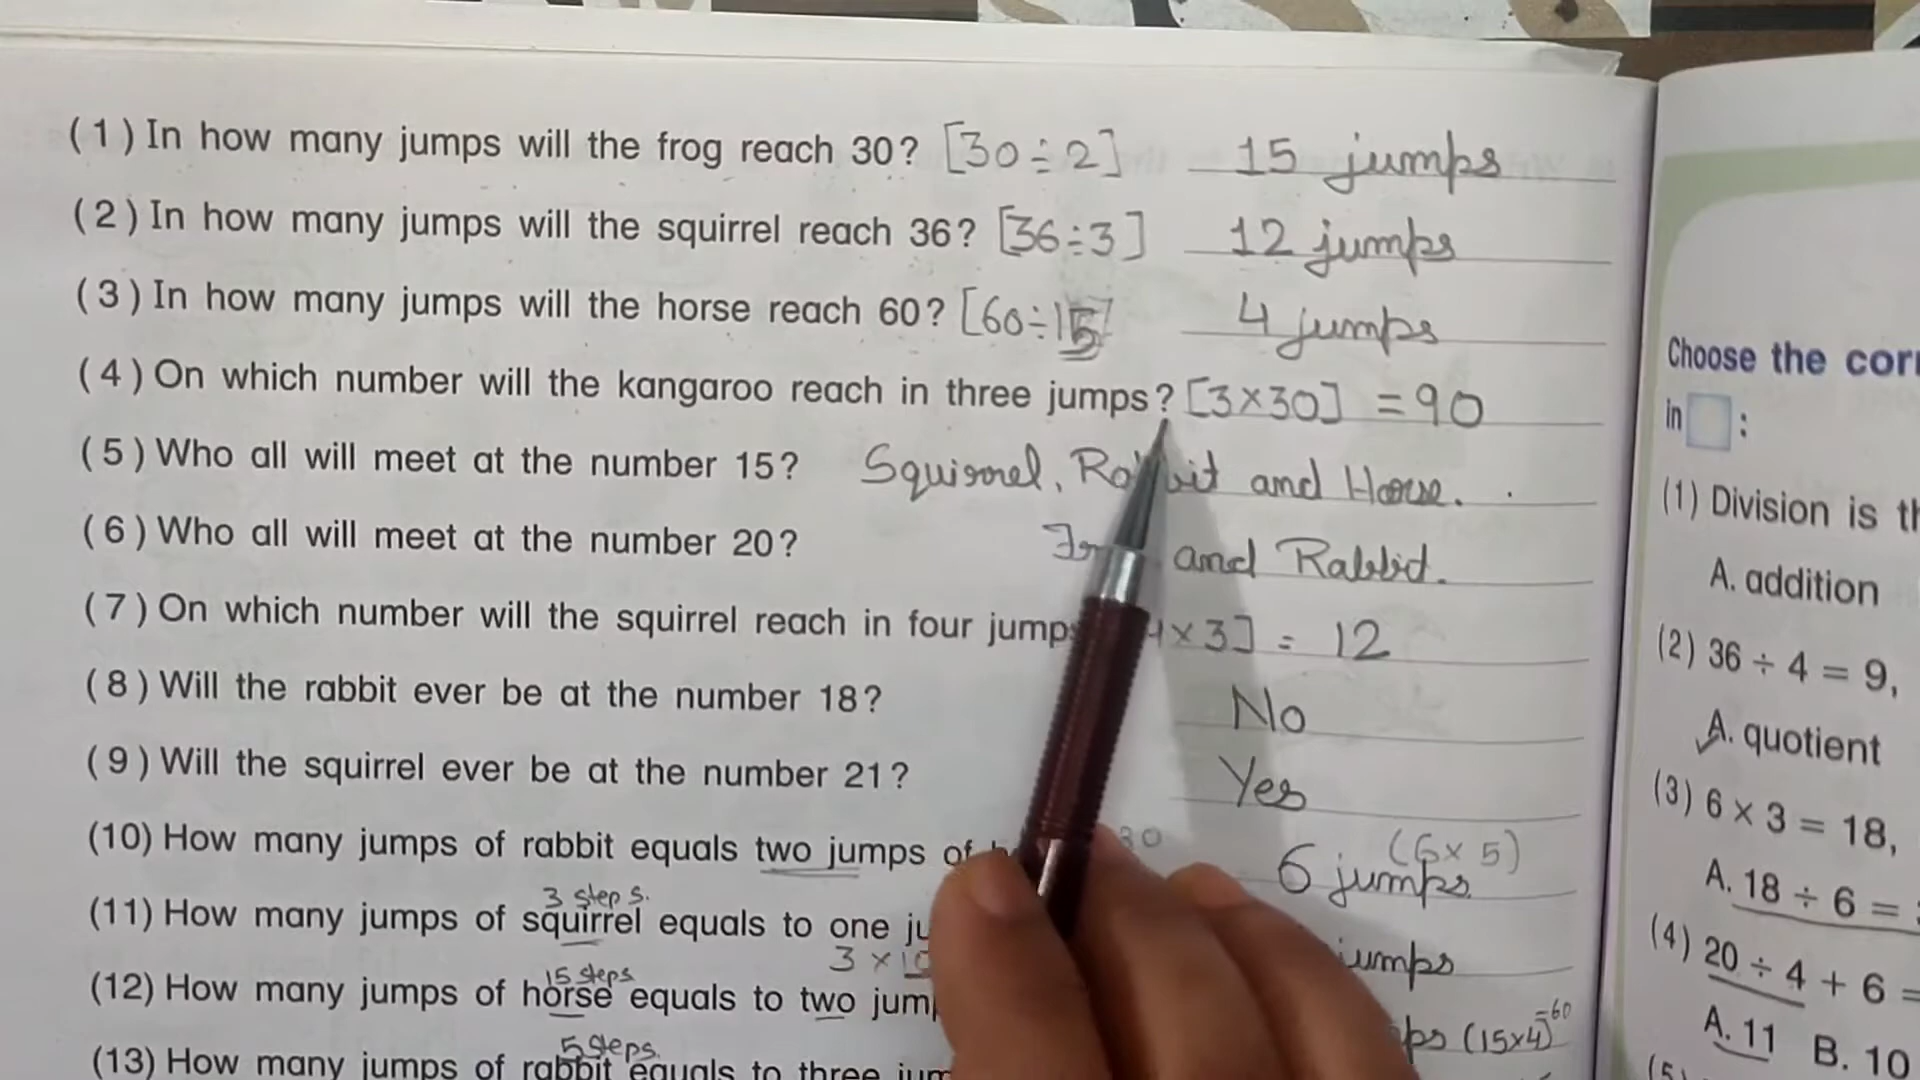 (1) In how many jumps will the frog reach 30? [30÷2] 15 jumps
(2) In how many jumps will the squirrel reach 36? [36÷3] 12 jumps
(3) In how many jumps will the horse reach 60? [60÷15] 4 jumps
(4) On which number will the kangaroo reach in three jumps? [3×30] = 90
(5) Who all will meet at the number 15? Squirrel, Rabbit and Horse.
(6) Who all will meet at the number 20? and Rabbit.
(7) On which number will the squirrel reach in four × 3] = 12
(8) Will the rabbit ever be at the number 18? No
(9) Will the squirrel ever be at the number 21? Yes
(10) How many jumps of rabbit equals two jumps of 6 jumps (6×5)
3 steps.
(11) How many jumps of squirrel equals to one jumps
3 ×
15 steps
(12) How many jumps of horse equals to two (15×4) =60
5 steps.
(13) How many jumps of rabbit equals to three
Choose the
in :
(1) Division is
A. addition
(2) 36 ÷ 4 = 9,
A. quotient
(3) 6 × 3 = 18,
A. 18 ÷ 6 =
(4) 20 ÷ 4 + 6 =
A. 11 B. 10